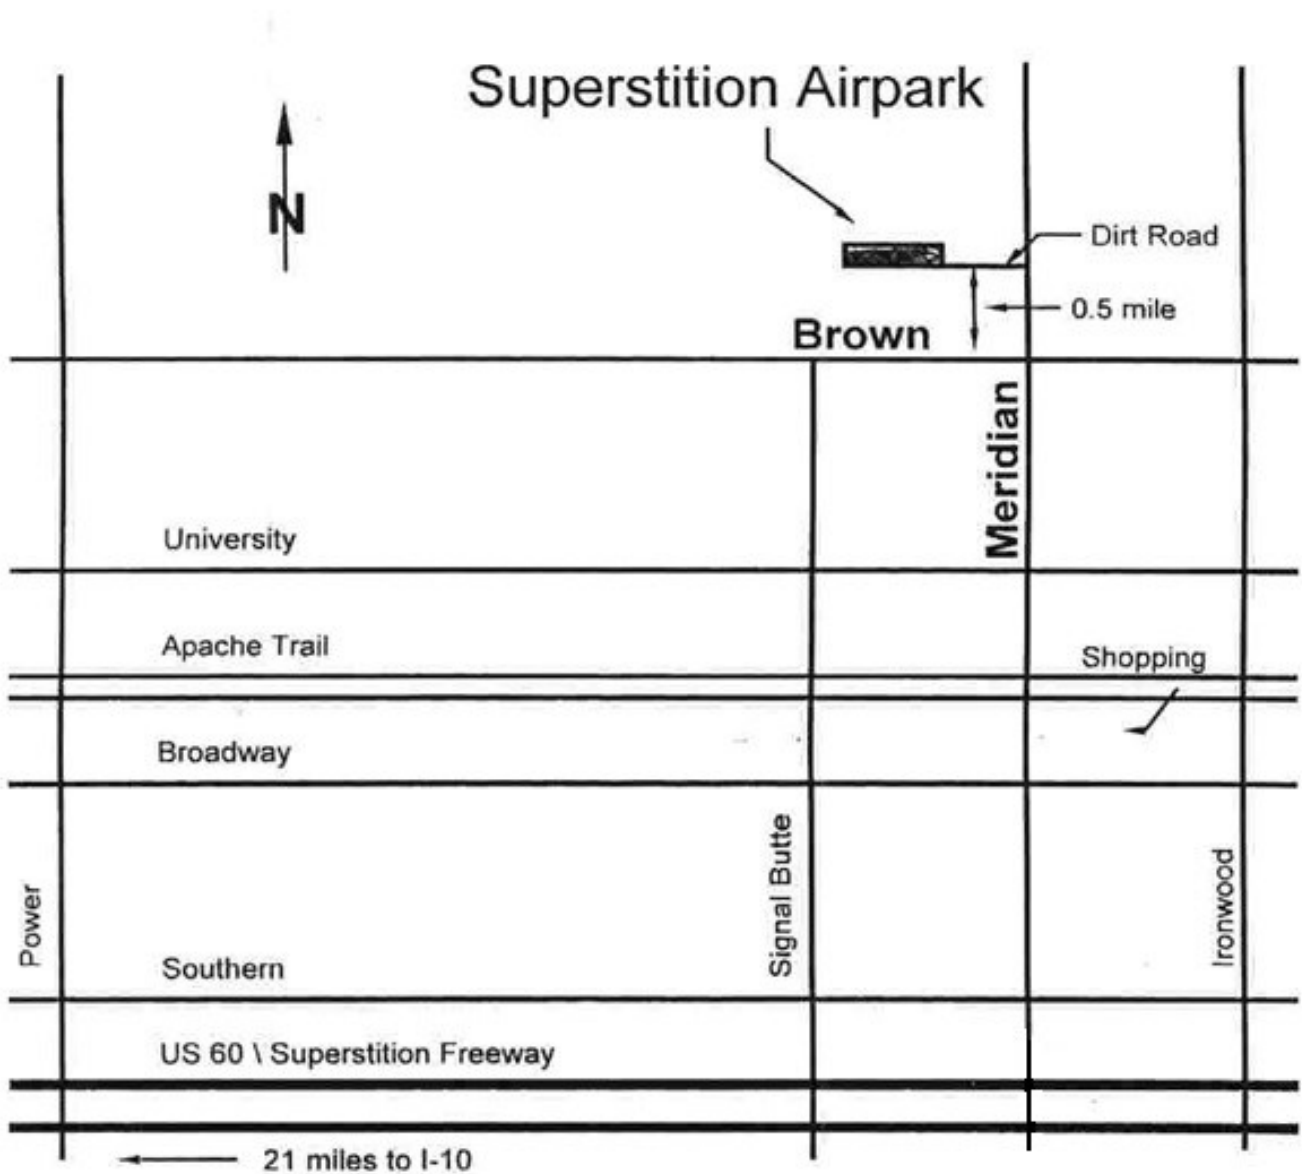 Superstition Airpark
N
Dirt Road
0.5 mile
Brown
Meridian
University
Apache Trail
Shopping
Broadway
Signal Butte
Ironwood
Power
Southern
US 60 \ Superstition Freeway
21 miles to I-10